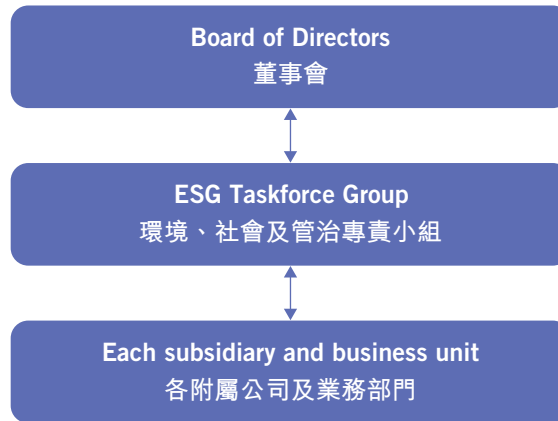 Board of Directors
董事會
ESG Taskforce Group
環境、社會及管治專責小組
Each subsidiary and business unit
各附屬公司及業務部門